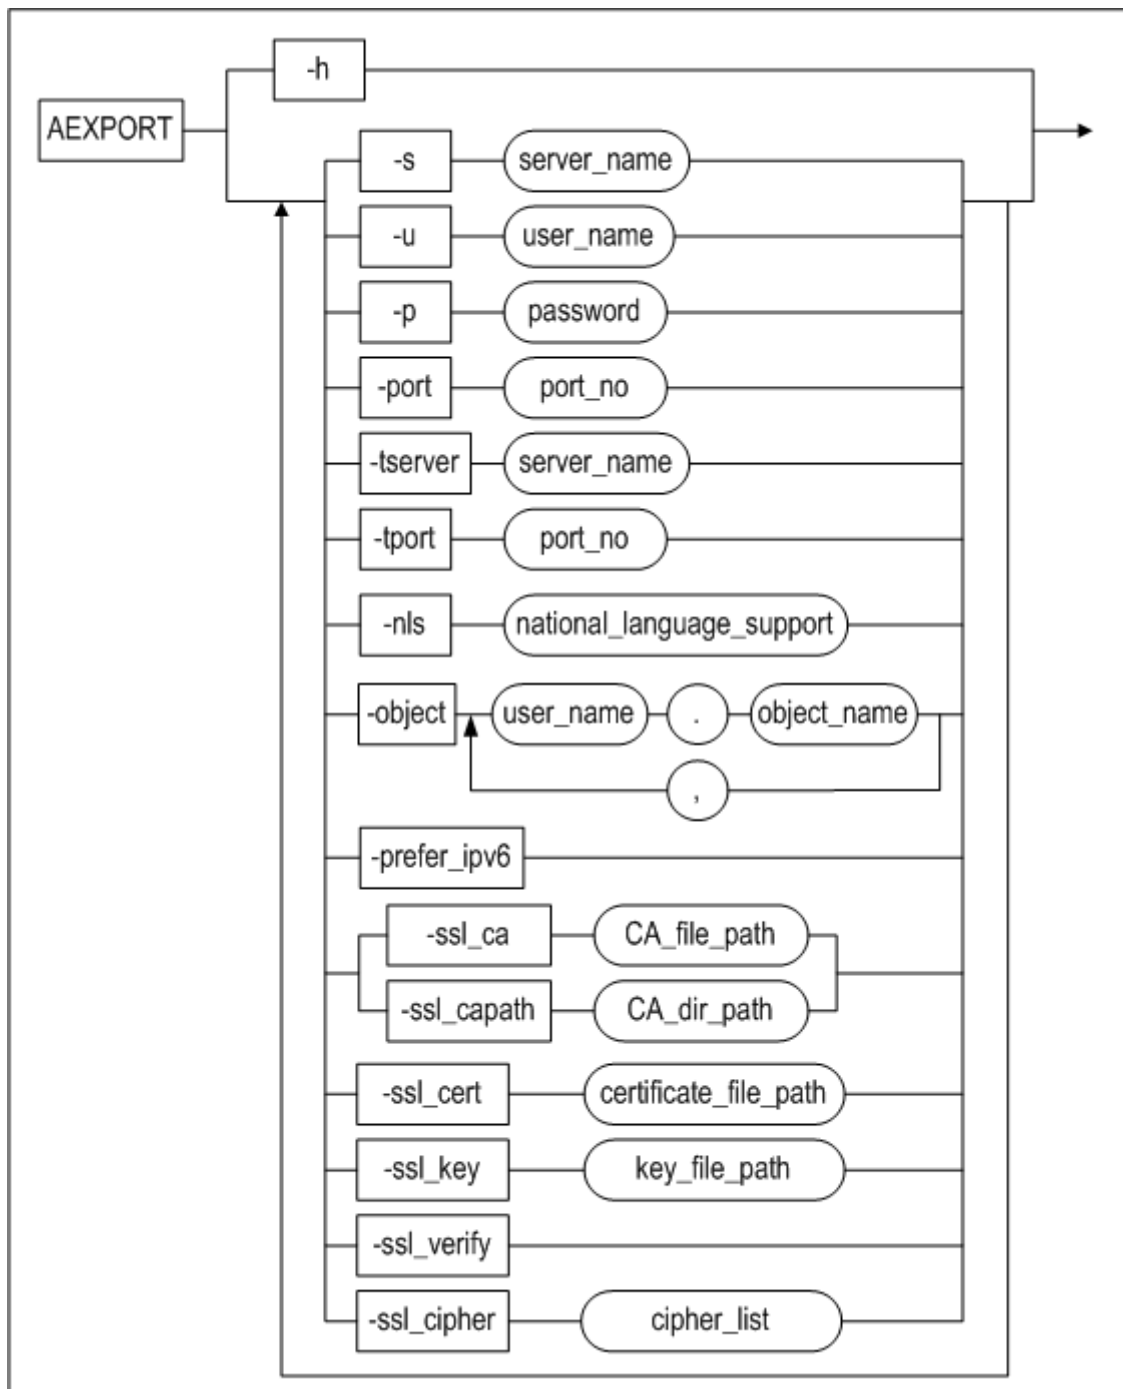 -h
AEXPORT
-s server_name
-u user_name
-p password
-port port_no
-tserver server_name
-tport port_no
-nls national_language_support
-object user_name . object_name
,
-prefer_ipv6
-ssl_ca CA_file_path
-ssl_capath CA_dir_path
-ssl_cert certificate_file_path
-ssl_key key_file_path
-ssl_verify
-ssl_cipher cipher_list